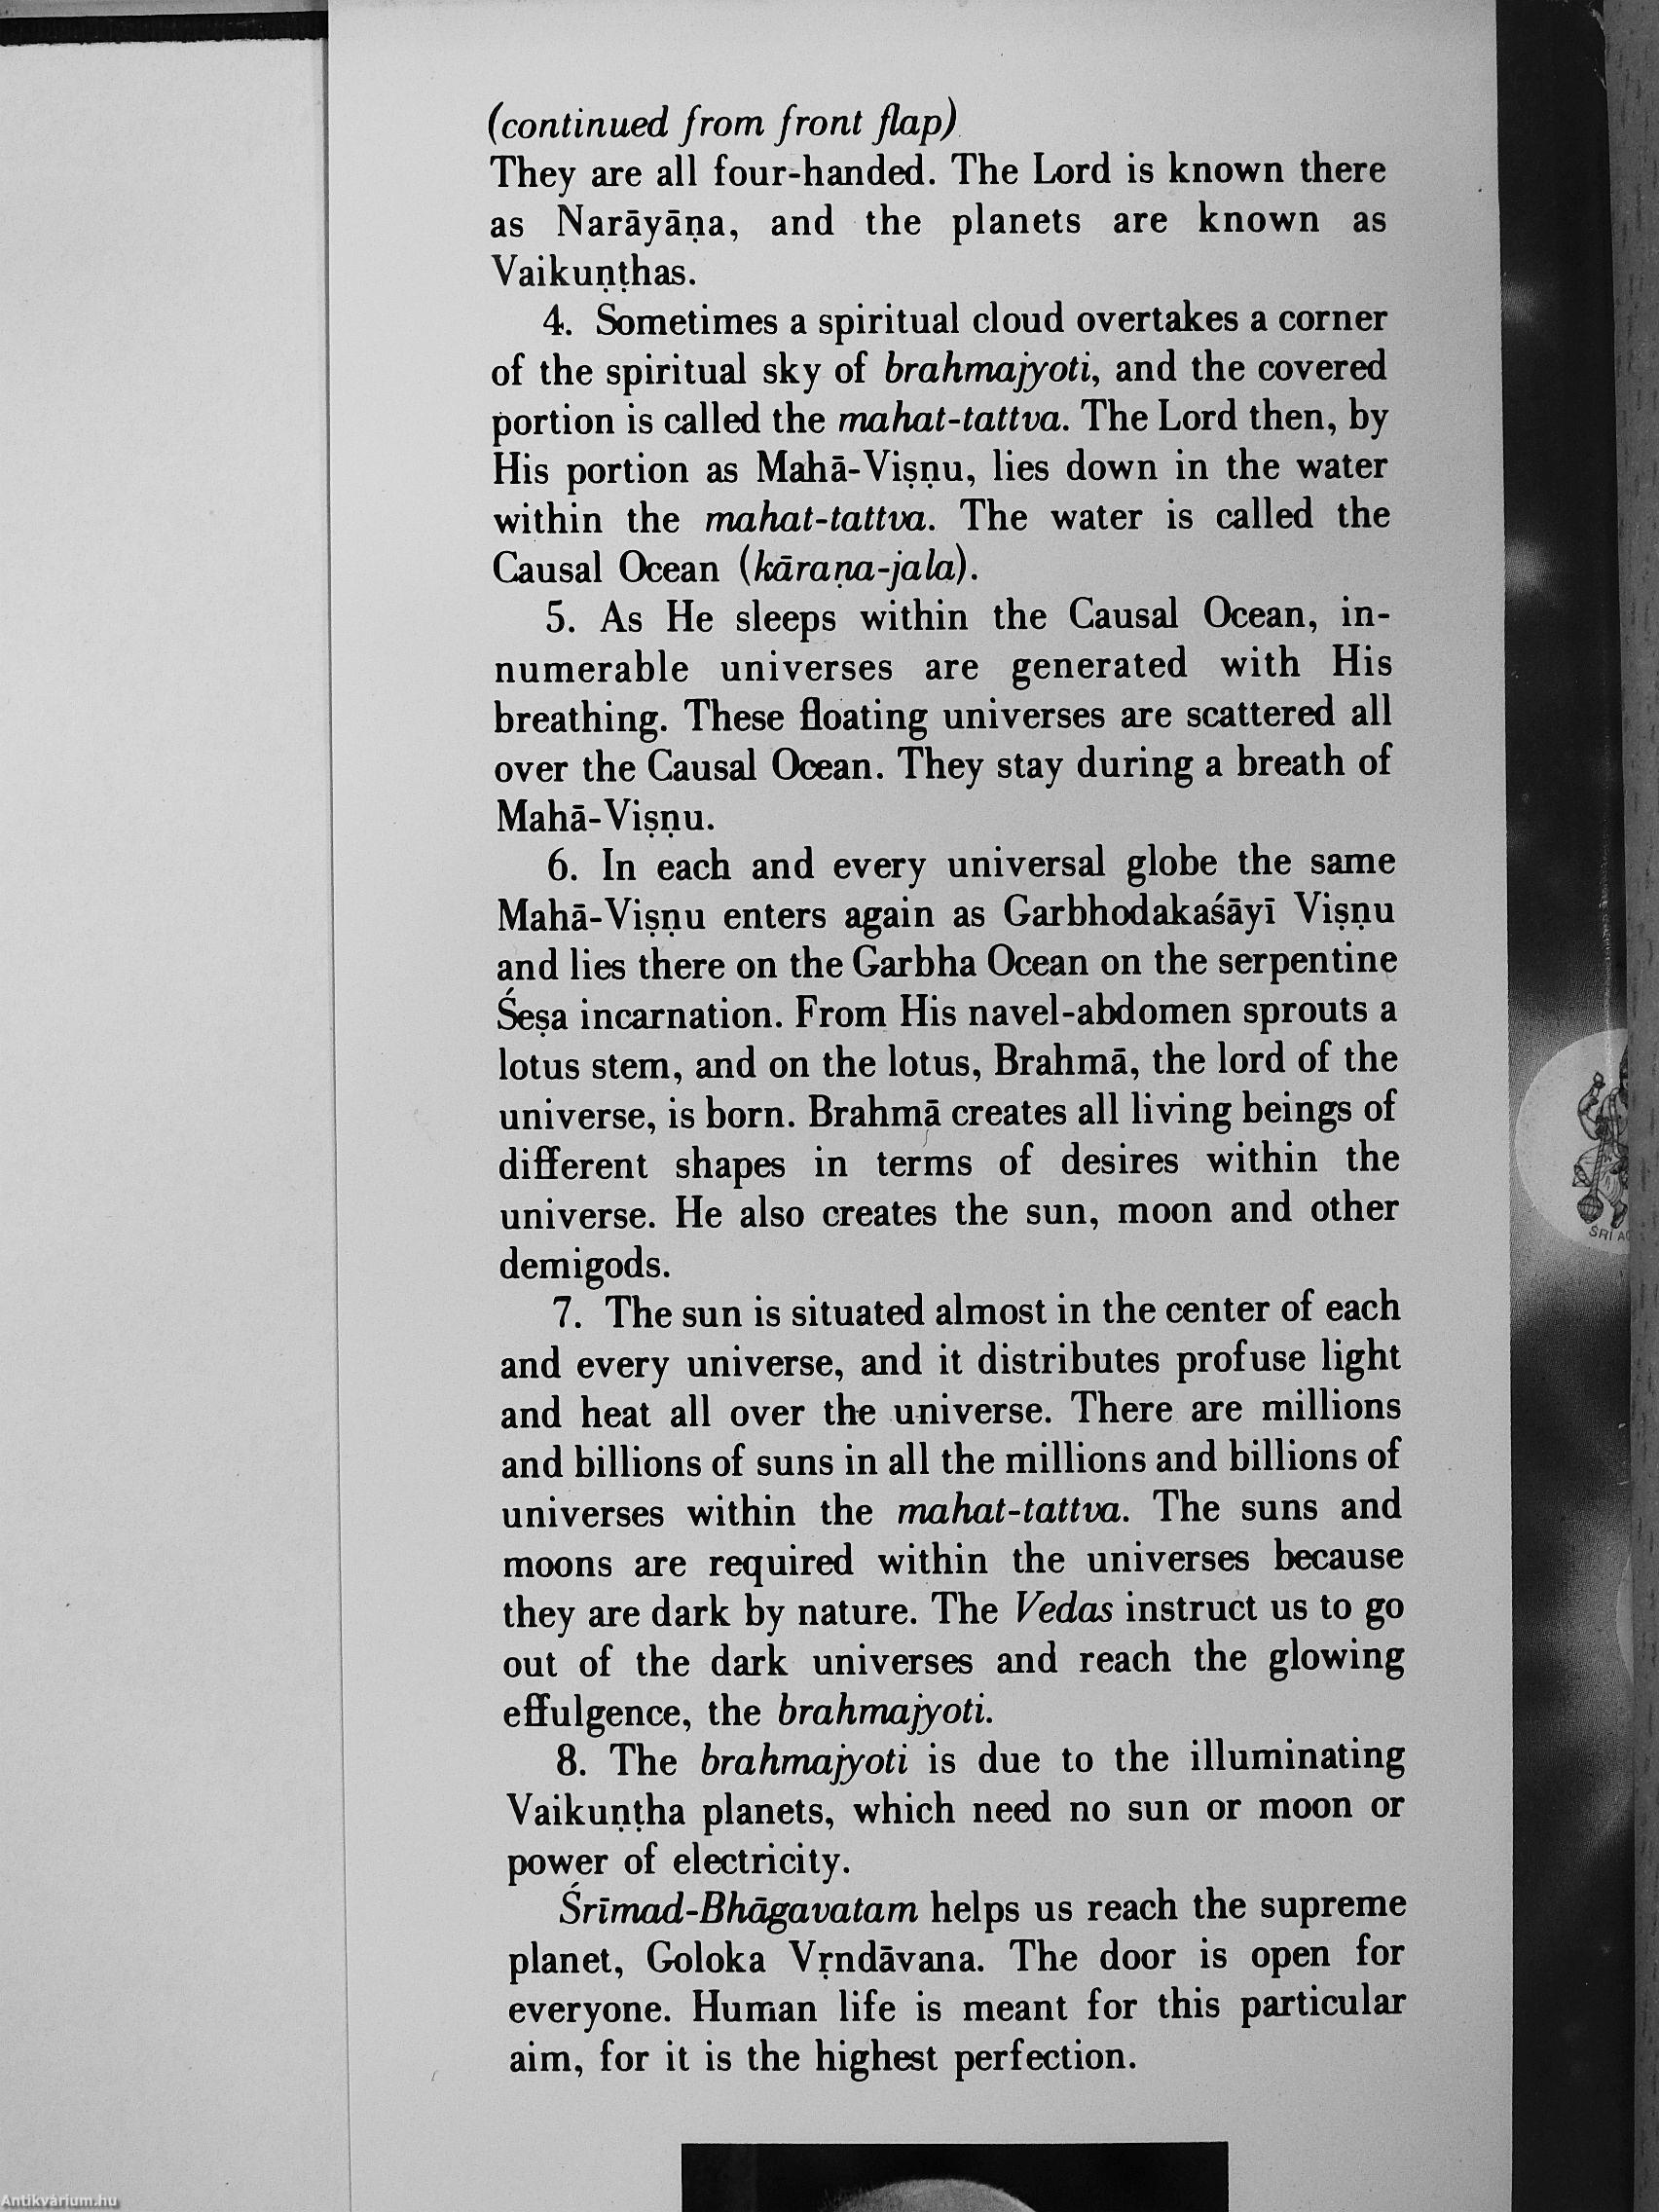 (continued from front flap)
They are all four-handed. The Lord is known there
as Narāyāṇa, and the planets are known as
Vaikuṇṭhas.
4. Sometimes a spiritual cloud overtakes a corner
of the spiritual sky of brahmajyoti, and the covered
portion is called the mahat-tattva. The Lord then, by
His portion as Mahā-Viṣṇu, lies down in the water
within the mahat-tattva. The water is called the
Causal Ocean (kāraṇa-jala).
5. As He sleeps within the Causal Ocean, in-
numerable universes are generated with His
breathing. These floating universes are scattered all
over the Causal Ocean. They stay during a breath of
Mahā-Viṣṇu.
6. In each and every universal globe the same
Mahā-Viṣṇu enters again as Garbhodakaśāyī Viṣṇu
and lies there on the Garbha Ocean on the serpentine
Śeṣa incarnation. From His navel-abdomen sprouts a
lotus stem, and on the lotus, Brahmā, the lord of the
universe, is born. Brahmā creates all living beings of
different shapes in terms of desires within the
universe. He also creates the sun, moon and other
demigods.
7. The sun is situated almost in the center of each
and every universe, and it distributes profuse light
and heat all over the universe. There are millions
and billions of suns in all the millions and billions of
universes within the mahat-tattva. The suns and
moons are required within the universes because
they are dark by nature. The Vedas instruct us to go
out of the dark universes and reach the glowing
effulgence, the brahmajyoti.
8. The brahmajyoti is due to the illuminating
Vaikuṇṭha planets, which need no sun or moon or
power of electricity.
Śrīmad-Bhāgavatam helps us reach the supreme
planet, Goloka Vṛndāvana. The door is open for
everyone. Human life is meant for this particular
aim, for it is the highest perfection.
ŚRĪ
Antikvárium.hu